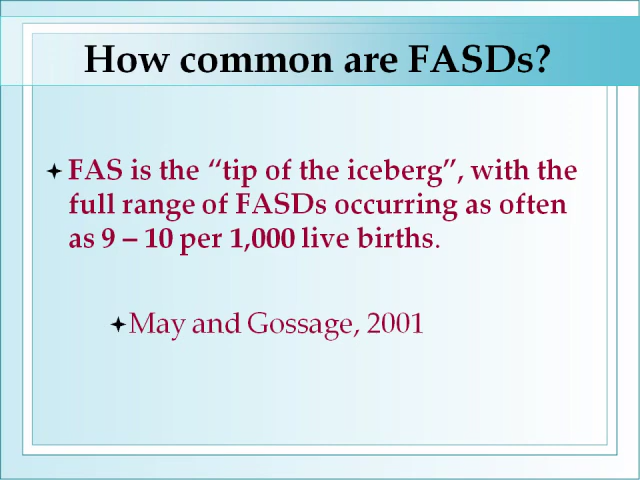 How common are FASDs?
FAS is the “tip of the iceberg”, with the
full range of FASDs occurring as often
as 9 – 10 per 1,000 live births.
May and Gossage, 2001